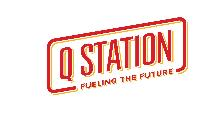 Q STATION
FUELING THE FUTURE